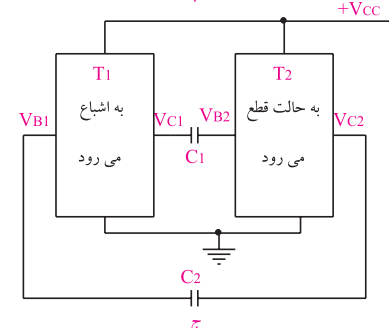 +VCC
T1
به اشباع
می رود
T2
به حالت قطع
می رود
VB1
VC1
VB2
VC2
C1
C2
ج